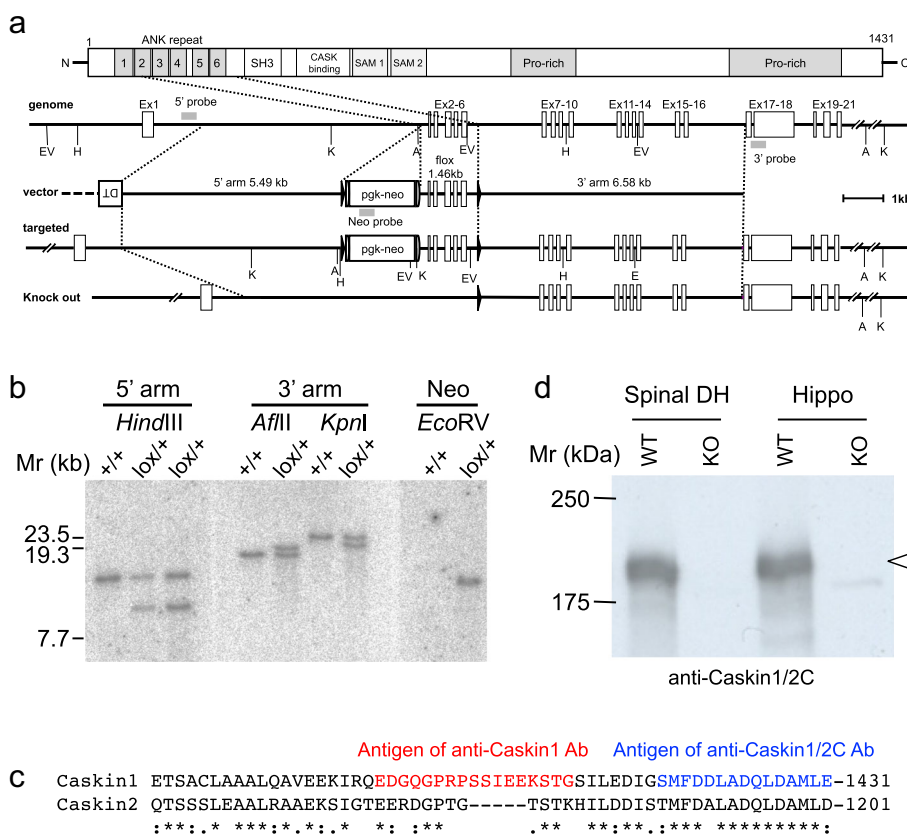 a
1 ANK repeat 1431
N 1 2 3 4 5 6 SH3 CASK binding SAM 1 SAM 2 Pro-rich Pro-rich C
genome Ex1 5' probe Ex2-6 Ex7-10 Ex11-14 Ex15-16 Ex17-18 Ex19-21
EV H K A EV H EV 3' probe A K
flox
vector DT 5' arm 5.49 kb pgk-neo 1.46kb 3' arm 6.58 kb 1k
Neo probe
targeted pgk-neo
K A H EV K EV H E A K
Knock out
A K
b
5' arm 3' arm Neo
HindIII AflII KpnI EcoRV
Mr (kb) +/+ lox/+ lox/+ +/+ lox/+ +/+ lox/+ +/+ lox/+
23.5
19.3
7.7
d
Spinal DH Hippo
Mr (kDa) WT KO WT KO
250
175
anti-Caskin1/2C
Antigen of anti-Caskin1 Ab Antigen of anti-Caskin1/2C Ab
c Caskin1 ETSACLAAALQAVEEKIRQEDGQGPRPSSIEEKSTGSILEDIGSMFDDLADQLDAMLE-1431
Caskin2 QTSSSLEAALRAAEKSIGTEERDGPTG-----TSTKHILDDISTMFDALADQLDAMLD-1201
:**:.* ***:*.*.:* *: *:** .** **:**.:*** **********: